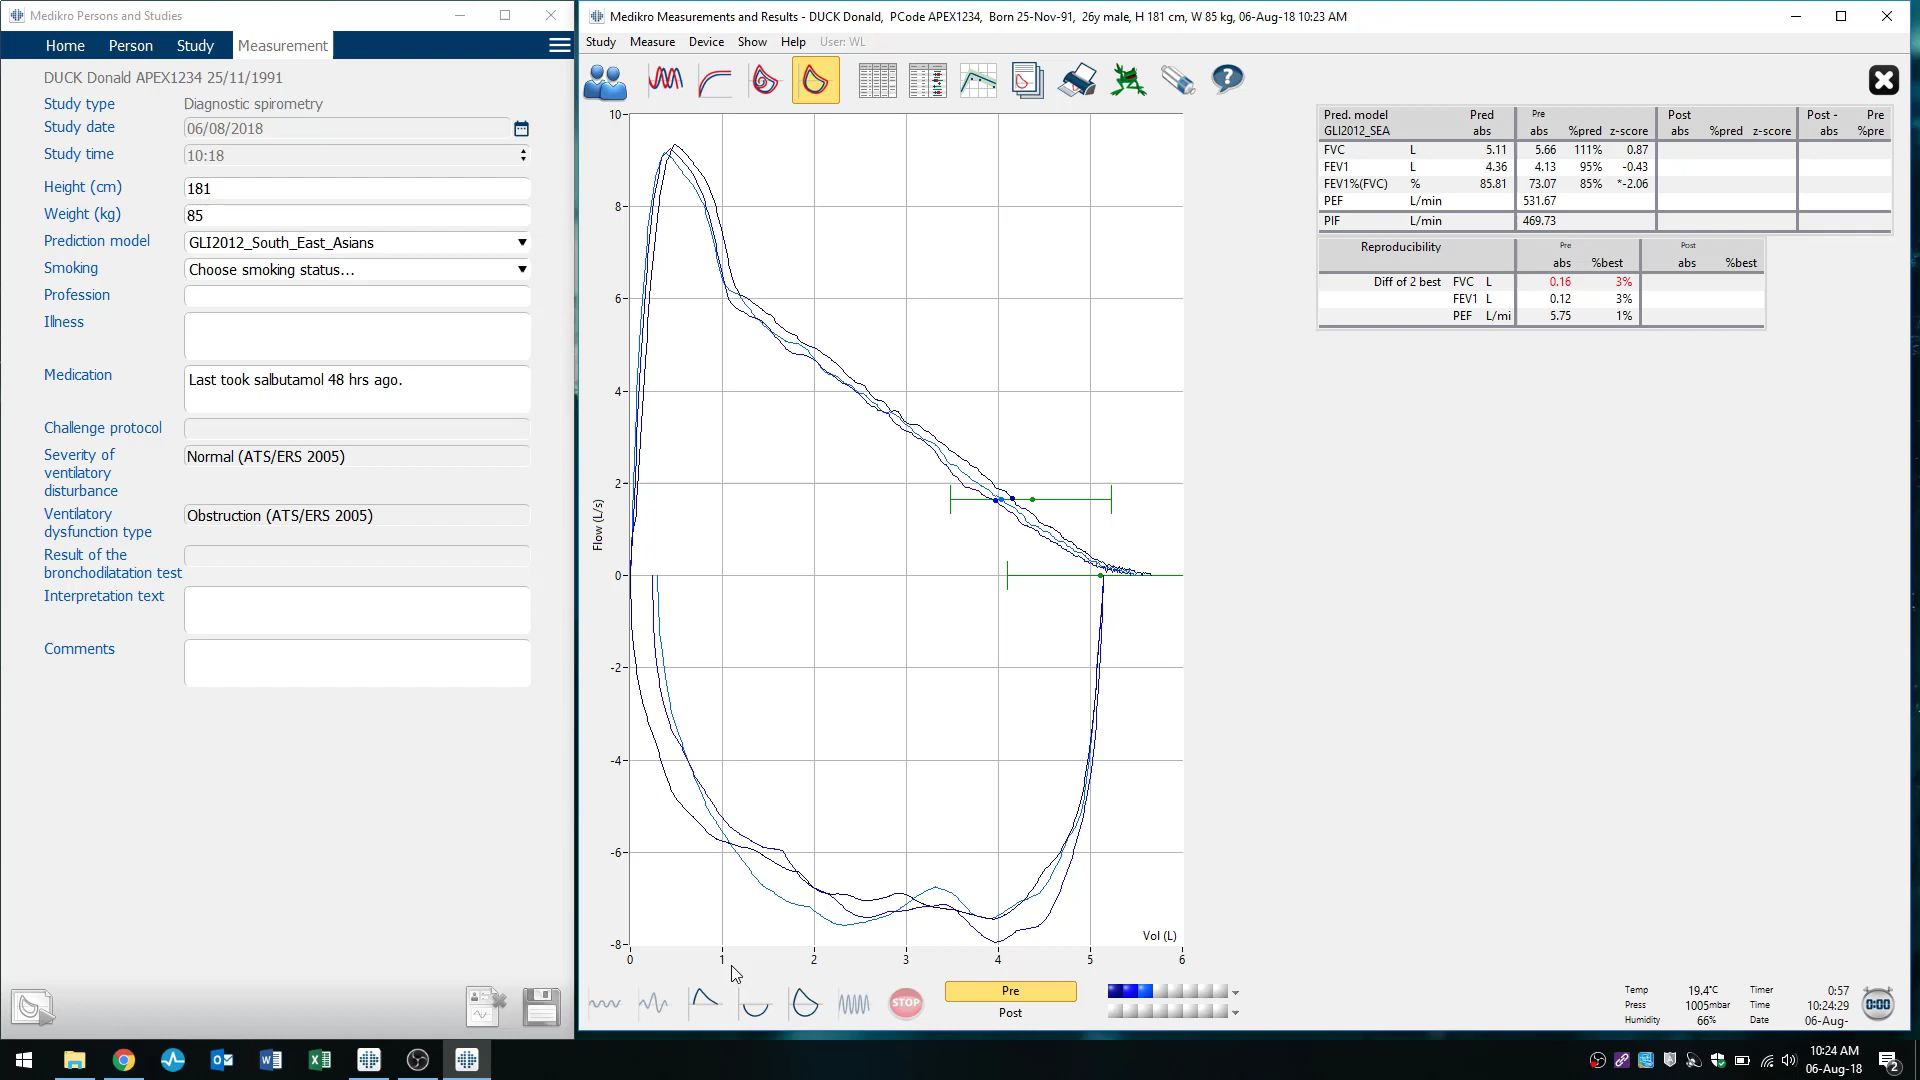 Medikro Persons and Studies
Home Person Study Measurement
DUCK Donald APEX1234 25/11/1991
Study type Diagnostic spirometry
Study date 06/08/2018
Study time 10:18
Height (cm) 181
Weight (kg) 85
Prediction model GLI2012_South_East_Asians
Smoking Choose smoking status...
Profession
Illness
Medication Last took salbutamol 48 hrs ago.
Challenge protocol
Severity of ventilatory disturbance Normal (ATS/ERS 2005)
Ventilatory dysfunction type Obstruction (ATS/ERS 2005)
Result of the bronchodilatation test
Interpretation text
Comments
Medikro Measurements and Results - DUCK Donald, PCode APEX1234, Born 25-Nov-91, 26y male, H 181 cm, W 85 kg, 06-Aug-18 10:23 AM
Study Measure Device Show Help User: WL
10
8
6
4
2
0
-2
-4
-6
-8
Flow (L/s)
Vol (L)
0 1 2 3 4 5 6
Pred. model Pred Pre Post Post - Pre
GLI2012_SEA abs abs %pred z-score abs %pred z-score abs %pre
FVC L 5.11 5.66 111% 0.87
FEV1 L 4.36 4.13 95% -0.43
FEV1%(FVC) % 85.81 73.07 85% *-2.06
PEF L/min 531.67
PIF L/min 469.73
Reproducibility Pre Post
abs %best abs %best
Diff of 2 best FVC L 0.16 3%
FEV1 L 0.12 3%
PEF L/mi 5.75 1%
STOP
Pre
Post
Temp 19.4°C Timer 0:57
Press 1005mbar Time 10:24:29
Humidity 66% Date 06-Aug-
0:00
10:24 AM
06-Aug-18
2